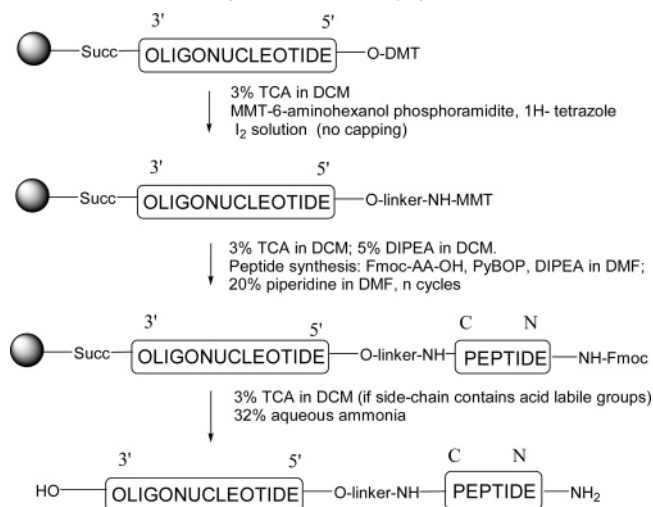 3' 5'
Succ OLIGONUCLEOTIDE O-DMT
3% TCA in DCM
MMT-6-aminohexanol phosphoramidite, 1H- tetrazole
I2 solution (no capping)
3' 5'
Succ OLIGONUCLEOTIDE O-linker-NH-MMT
3% TCA in DCM; 5% DIPEA in DCM.
Peptide synthesis: Fmoc-AA-OH, PyBOP, DIPEA in DMF;
20% piperidine in DMF, n cycles
3' 5' C N
Succ OLIGONUCLEOTIDE O-linker-NH PEPTIDE NH-Fmoc
3% TCA in DCM (if side-chain contains acid labile groups)
32% aqueous ammonia
3' 5' C N
HO OLIGONUCLEOTIDE O-linker-NH PEPTIDE NH2